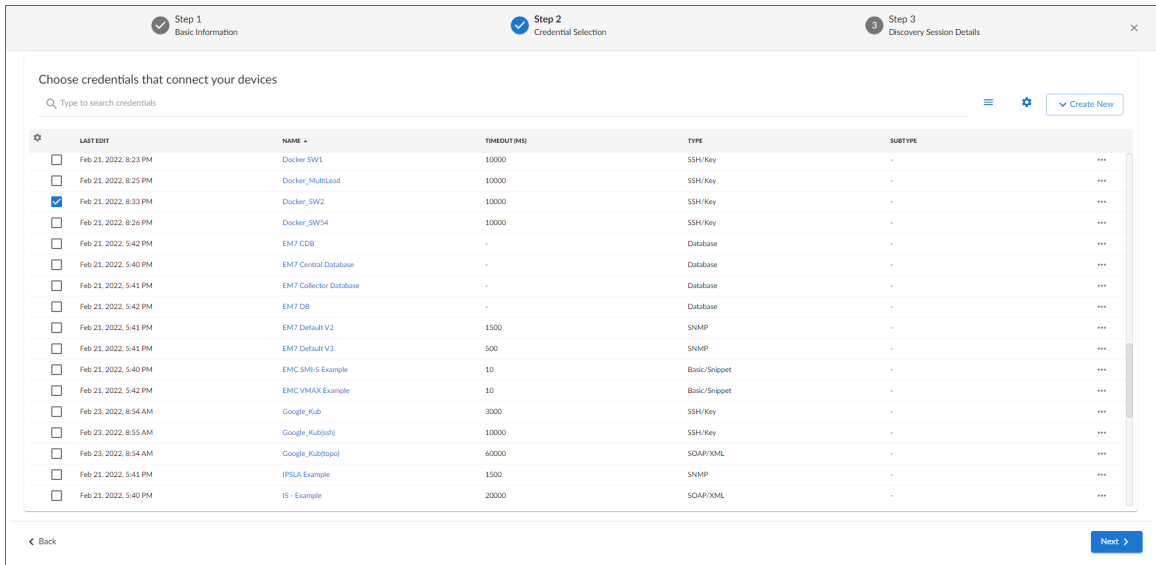 Step 1
Basic Information
Step 2
Credential Selection
3
Step 3
Discovery Session Details
Choose credentials that connect your devices
Type to search credentials
Create New
LAST EDIT NAME TIMEOUT (MS) TYPE SUBTYPE
Feb 21, 2022, 8:23 PM Docker SW1 10000 SSH/Key -
Feb 21, 2022, 8:25 PM Docker_MultiLead 10000 SSH/Key -
Feb 21, 2022, 8:33 PM Docker_SW2 10000 SSH/Key -
Feb 21, 2022, 8:26 PM Docker_SW54 10000 SSH/Key -
Feb 21, 2022, 5:42 PM EM7 CDB - Database -
Feb 21, 2022, 5:40 PM EM7 Central Database - Database -
Feb 21, 2022, 5:41 PM EM7 Collector Database - Database -
Feb 21, 2022, 5:42 PM EM7 DB - Database -
Feb 21, 2022, 5:41 PM EM7 Default V2 1500 SNMP -
Feb 21, 2022, 5:41 PM EM7 Default V3 500 SNMP -
Feb 21, 2022, 5:40 PM EMC SMI-S Example 10 Basic/Snippet -
Feb 21, 2022, 5:42 PM EMC VMAX Example 10 Basic/Snippet -
Feb 23, 2022, 8:54 AM Google_Kub 3000 SSH/Key -
Feb 23, 2022, 8:55 AM Google_Kub(ssh) 10000 SSH/Key -
Feb 23, 2022, 8:54 AM Google_Kub(topo) 60000 SOAP/XML -
Feb 21, 2022, 5:41 PM IPSLA Example 1500 SNMP -
Feb 21, 2022, 5:40 PM IS - Example 20000 SOAP/XML -
Back
Next